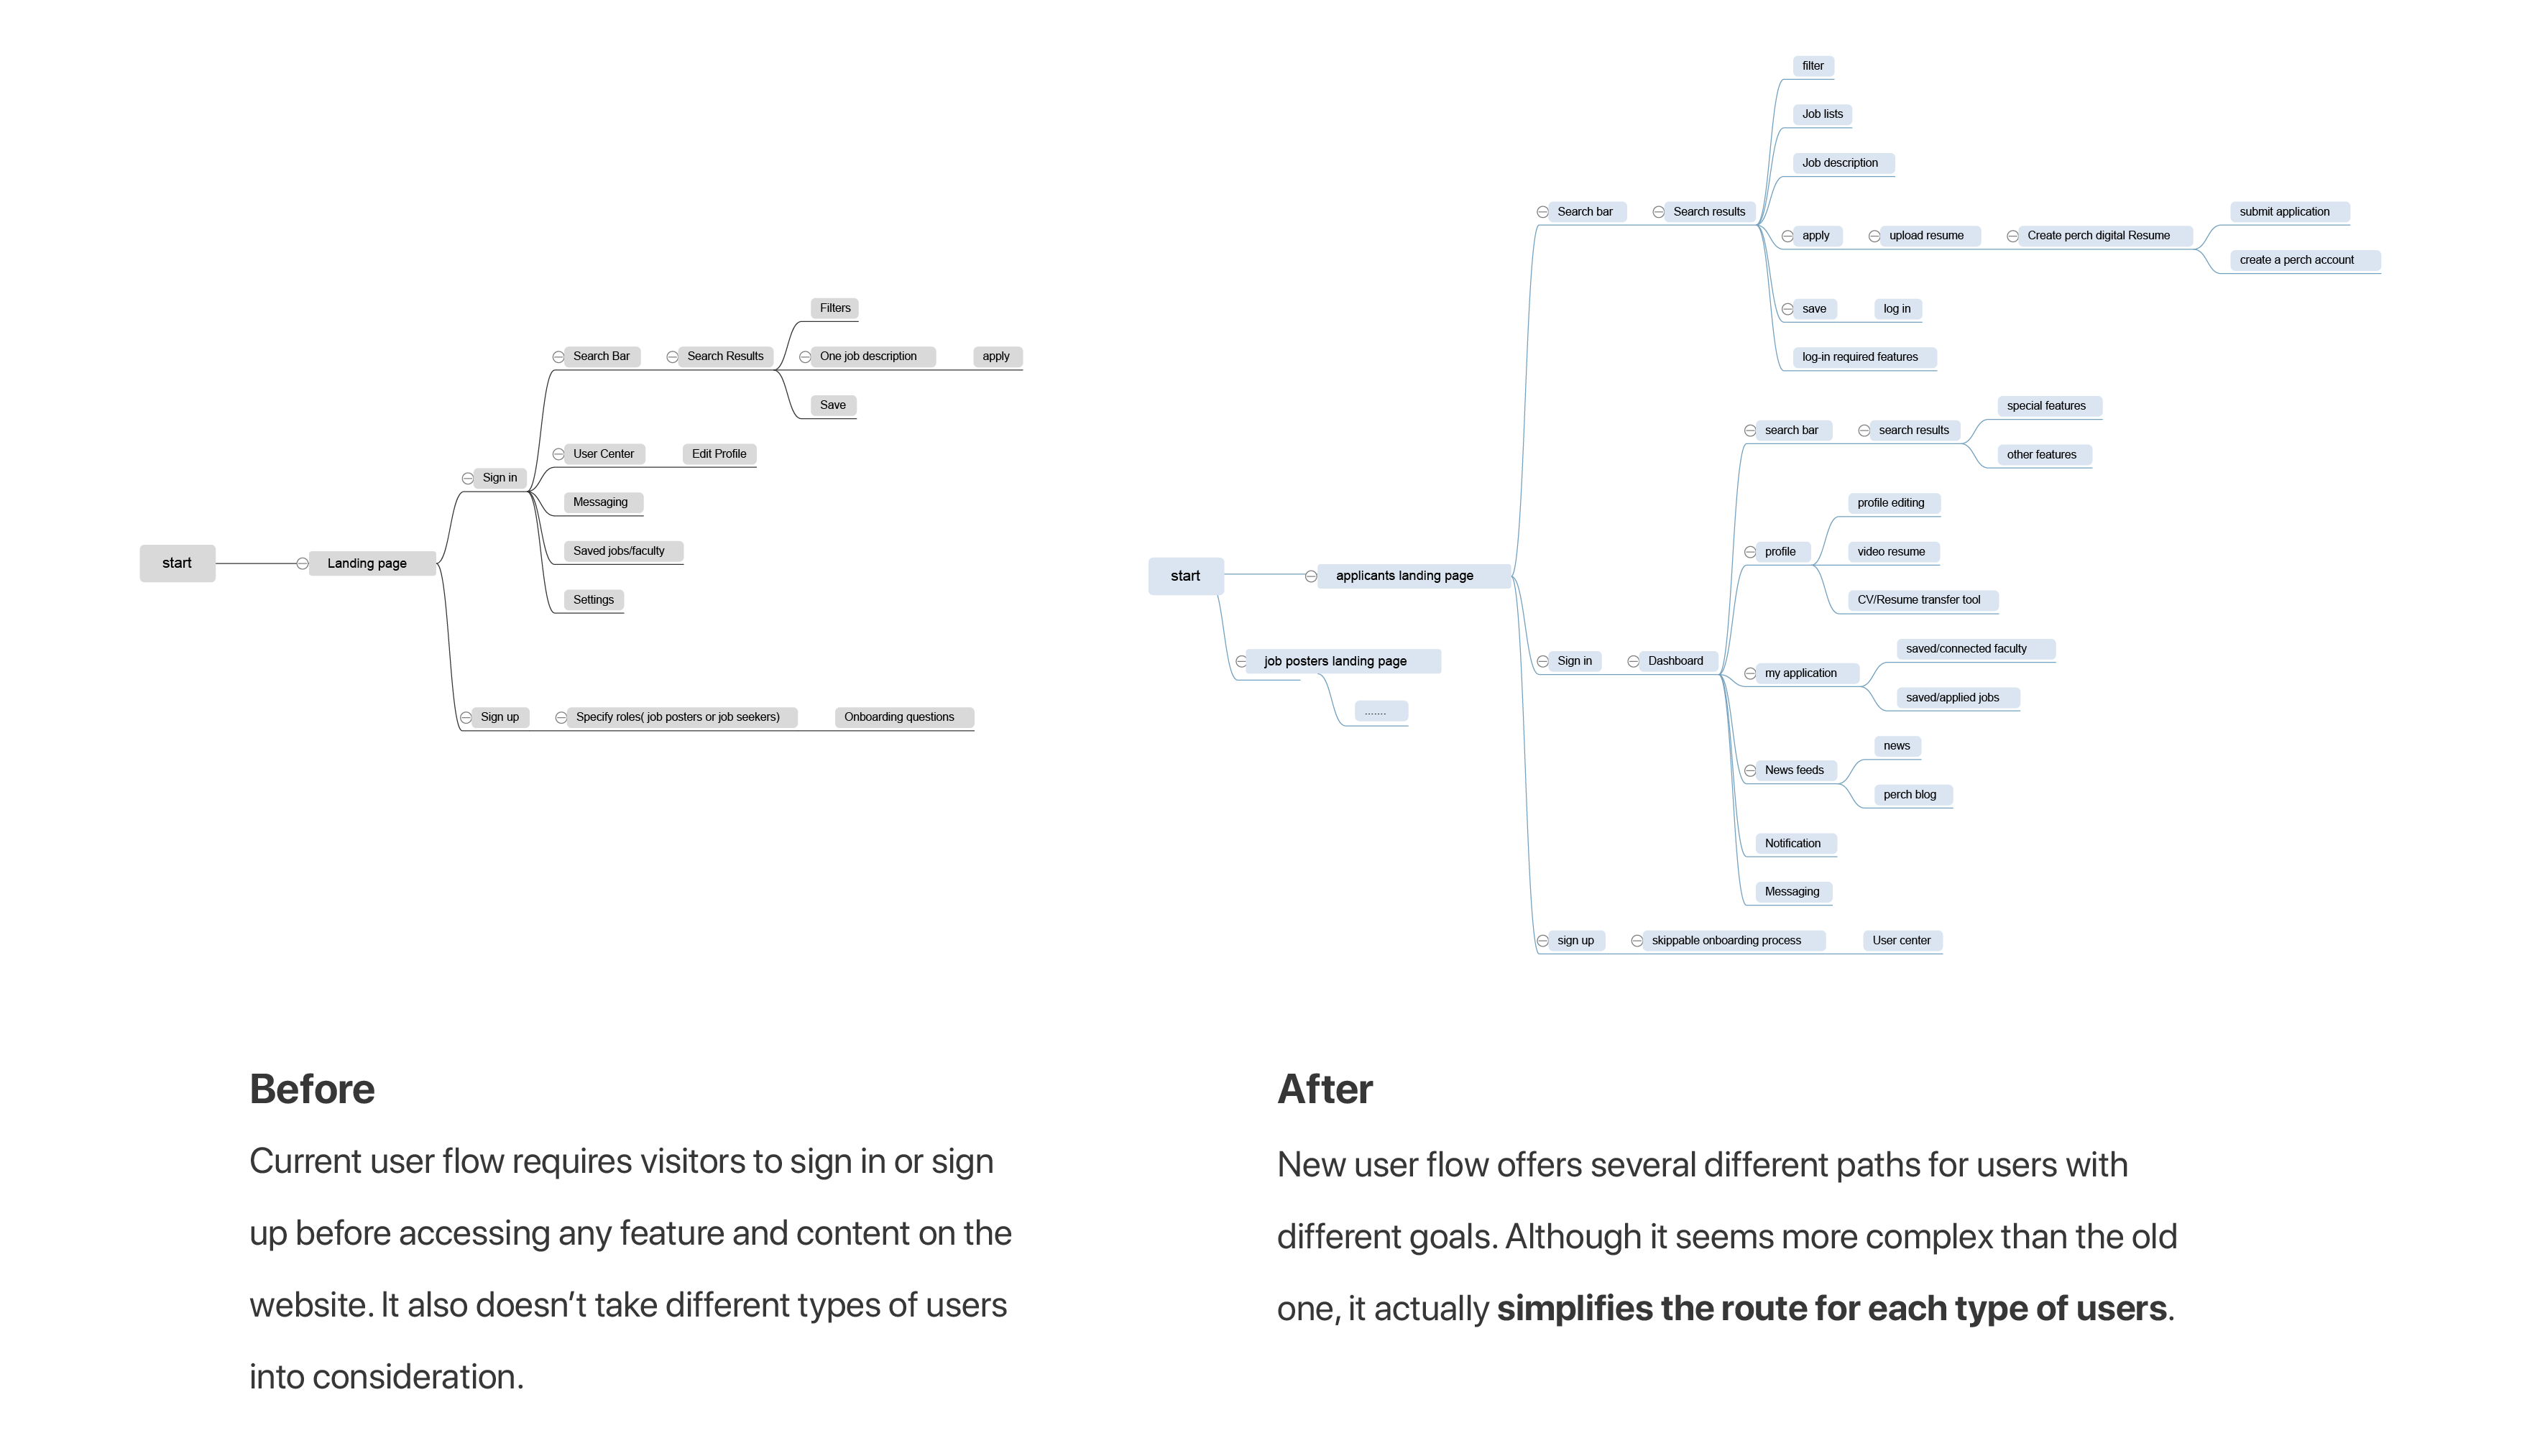 start
Landing page
Sign in
Search Bar
Search Results
Filters
One job description
apply
Save
User Center
Edit Profile
Messaging
Saved jobs/faculty
Settings
Sign up
Specify roles( job posters or job seekers)
Onboarding questions
start
applicants landing page
Search bar
Search results
filter
Job lists
Job description
apply
upload resume
Create perch digital Resume
submit application
create a perch account
save
log in
log-in required features
Sign in
Dashboard
search bar
search results
special features
other features
profile
profile editing
video resume
CV/Resume transfer tool
my application
saved/connected faculty
saved/applied jobs
News feeds
news
perch blog
Notification
Messaging
sign up
skippable onboarding process
User center
job posters landing page
.......
Before
Current user flow requires visitors to sign in or sign
up before accessing any feature and content on the
website. It also doesn’t take different types of users
into consideration.
After
New user flow offers several different paths for users with
different goals. Although it seems more complex than the old
one, it actually simplifies the route for each type of users.